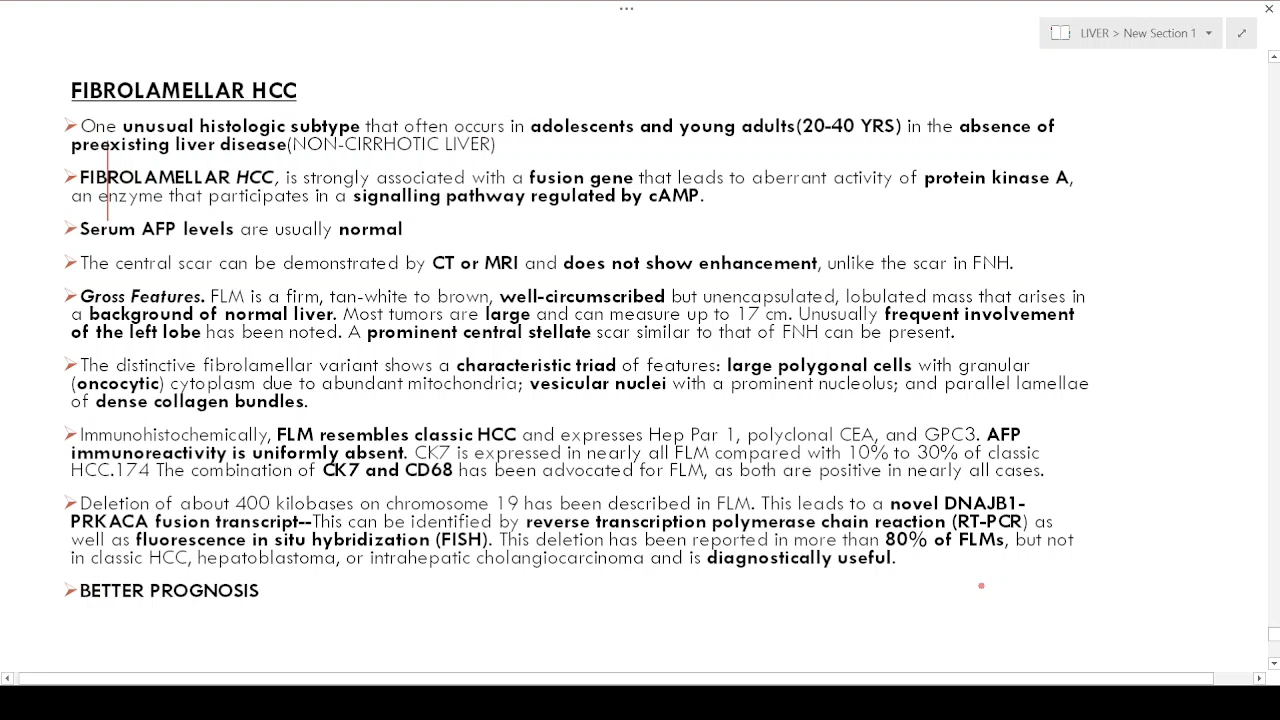 LIVER > New Section 1
FIBROLAMELLAR HCC
One unusual histologic subtype that often occurs in adolescents and young adults(20-40 YRS) in the absence of
preexisting liver disease(NON-CIRRHOTIC LIVER)
FIBROLAMELLAR HCC, is strongly associated with a fusion gene that leads to aberrant activity of protein kinase A,
an enzyme that participates in a signalling pathway regulated by cAMP.
Serum AFP levels are usually normal
The central scar can be demonstrated by CT or MRI and does not show enhancement, unlike the scar in FNH.
Gross Features. FLM is a firm, tan-white to brown, well-circumscribed but unencapsulated, lobulated mass that arises in
a background of normal liver. Most tumors are large and can measure up to 17 cm. Unusually frequent involvement
of the left lobe has been noted. A prominent central stellate scar similar to that of FNH can be present.
The distinctive fibrolamellar variant shows a characteristic triad of features: large polygonal cells with granular
(oncocytic) cytoplasm due to abundant mitochondria; vesicular nuclei with a prominent nucleolus; and parallel lamellae
of dense collagen bundles.
Immunohistochemically, FLM resembles classic HCC and expresses Hep Par 1, polyclonal CEA, and GPC3. AFP
immunoreactivity is uniformly absent. CK7 is expressed in nearly all FLM compared with 10% to 30% of classic
HCC.174 The combination of CK7 and CD68 has been advocated for FLM, as both are positive in nearly all cases.
Deletion of about 400 kilobases on chromosome 19 has been described in FLM. This leads to a novel DNAJB1-
PRKACA fusion transcript--This can be identified by reverse transcription polymerase chain reaction (RT-PCR) as
well as fluorescence in situ hybridization (FISH). This deletion has been reported in more than 80% of FLMs, but not
in classic HCC, hepatoblastoma, or intrahepatic cholangiocarcinoma and is diagnostically useful.
BETTER PROGNOSIS